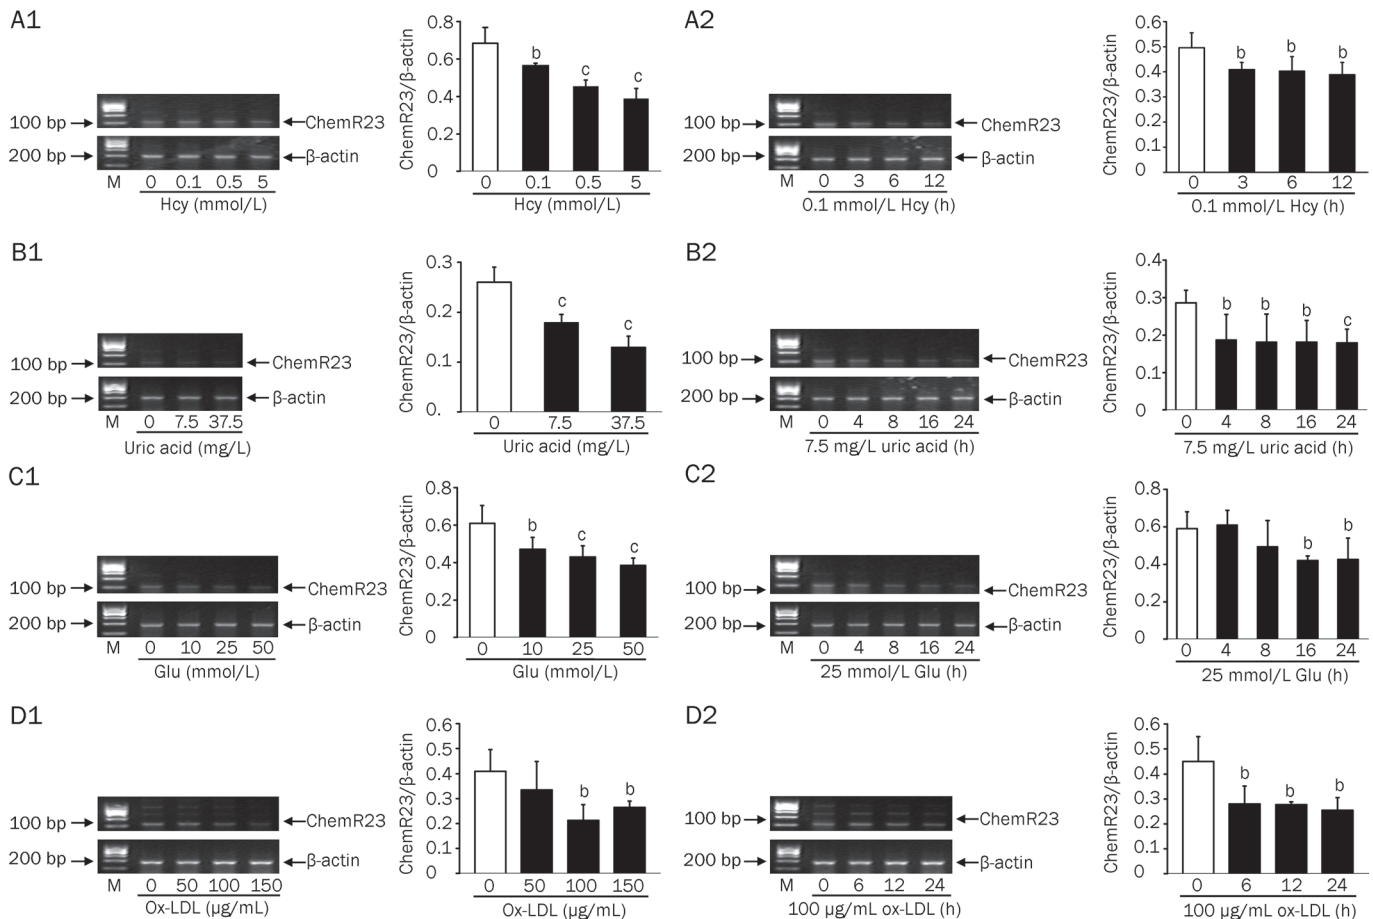 A1
100 bp
ChemR23
200 bp
β-actin
M 0 0.1 0.5 5
Hcy (mmol/L)
ChemR23/β-actin
0.8
0.6
0.4
0.2
0
b
c
c
0 0.1 0.5 5
Hcy (mmol/L)
A2
100 bp
ChemR23
200 bp
β-actin
M 0 3 6 12
0.1 mmol/L Hcy (h)
ChemR23/β-actin
0.6
0.5
0.4
0.3
0.2
0.1
0
b
b
b
0 3 6 12
0.1 mmol/L Hcy (h)
B1
100 bp
ChemR23
200 bp
β-actin
M 0 7.5 37.5
Uric acid (mg/L)
ChemR23/β-actin
0.3
0.2
0.1
0.
c
c
0 7.5 37.5
Uric acid (mg/L)
B2
100 bp
ChemR23
200 bp
β-actin
M 0 4 8 16 24
7.5 mg/L uric acid (h)
ChemR23/β-actin
0.4
0.3
0.2
0.1
0
b
b
b
c
0 4 8 16 24
7.5 mg/L uric acid (h)
C1
100 bp
ChemR23
200 bp
β-actin
M 0 10 25 50
Glu (mmol/L)
ChemR23/β-actin
0.8
0.6
0.4
0.2
0
b
c
c
0 10 25 50
Glu (mmol/L)
C2
100 bp
ChemR23
200 bp
β-actin
M 0 4 8 16 24
25 mmol/L Glu (h)
ChemR23/β-actin
0.8
0.6
0.4
0.2
0
b
b
0 4 8 16 24
25 mmol/L Glu (h)
D1
100 bp
ChemR23
200 bp
β-actin
M 0 50 100 150
Ox-LDL (µg/mL)
ChemR23/β-actin
0.6
0.5
0.4
0.3
0.2
0.1
0
b
b
0 50 100 150
Ox-LDL (µg/mL)
D2
100 bp
ChemR23
200 bp
β-actin
M 0 6 12 24
100 µg/mL ox-LDL (h)
ChemR23/β-actin
0.6
0.5
0.4
0.3
0.2
0.1
0
b
b
b
0 6 12 24
100 µg/mL ox-LDL (h)